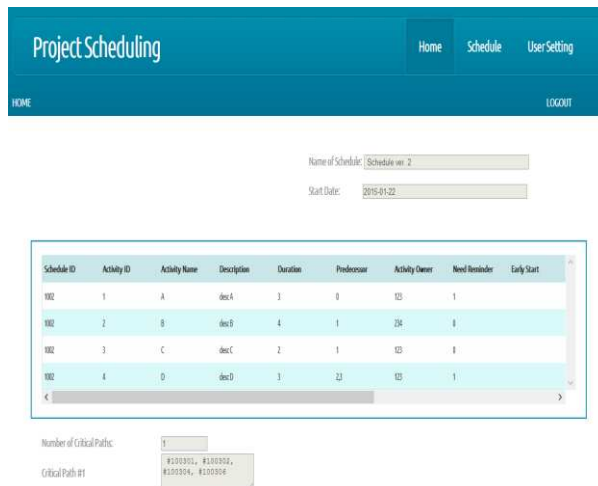 Project Scheduling
Home Schedule User Setting
HOME LOGOUT
Name of Schedule: Schedule ver. 2
Start Date: 2015-01-22
Schedule ID Activity ID Activity Name Description Duration Predecessor Activity Owner Need Reminder Early Start
1002 1 A desc A 3 0 123 1
1002 2 B desc B 4 1 234 0
1002 3 C desc C 2 1 123 0
1002 4 D desc D 3 2,3 123 1
Number of Critical Paths: 1
Critical Path #1 #100301, #100302,
#100304, #100306